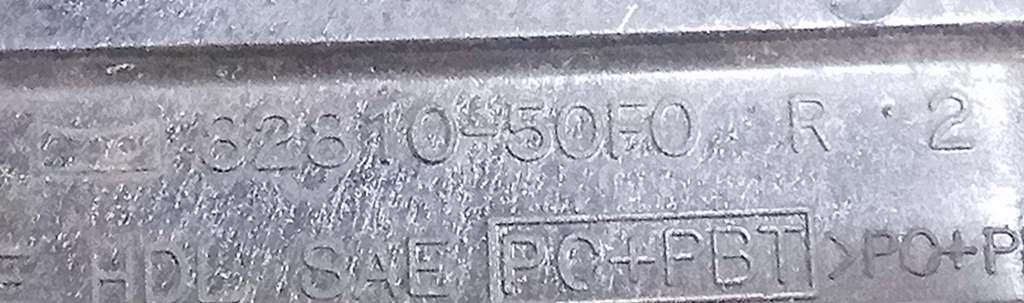 82810-50F0 R 2
HDL SAE PC+PBT >PC+P